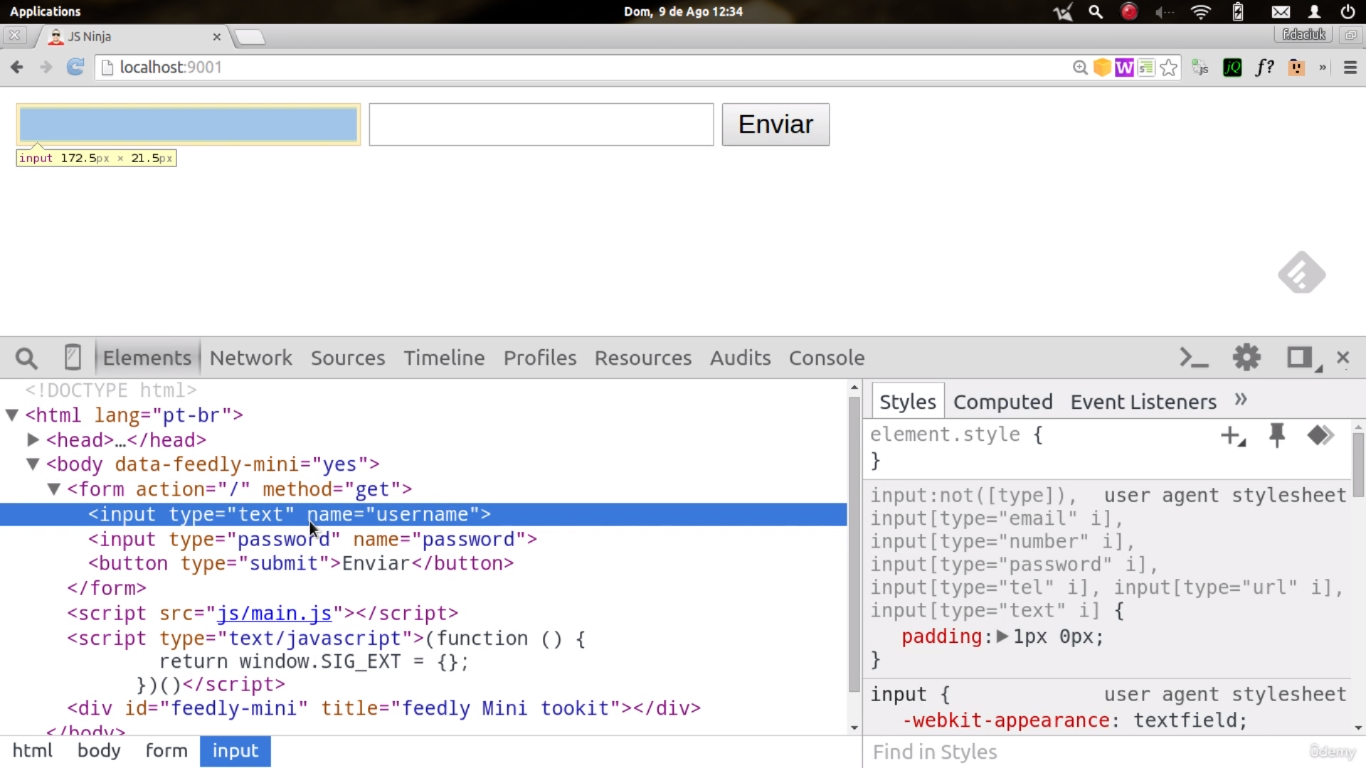 Applications Dom, 9 de Ago 12:34
JS Ninja × f.daciuk
localhost:9001 W js jQ f? »
Enviar
input 172.5px × 21.5px
Elements Network Sources Timeline Profiles Resources Audits Console
<!DOCTYPE html>
<html lang="pt-br">
<head>…</head>
<body data-feedly-mini="yes">
<form action="/" method="get">
<input type="text" name="username">
<input type="password" name="password">
<button type="submit">Enviar</button>
</form>
<script src="js/main.js"></script>
<script type="text/javascript">(function () {
return window.SIG_EXT = {};
})()</script>
<div id="feedly-mini" title="feedly Mini tookit"></div>
</body>
html body form input
Styles Computed Event Listeners »
element.style {
}
input:not([type]), user agent stylesheet
input[type="email" i],
input[type="number" i],
input[type="password" i],
input[type="tel" i], input[type="url" i],
input[type="text" i] {
padding: 1px 0px;
}
input { user agent stylesheet
-webkit-appearance: textfield;
Find in Styles
ûdemy